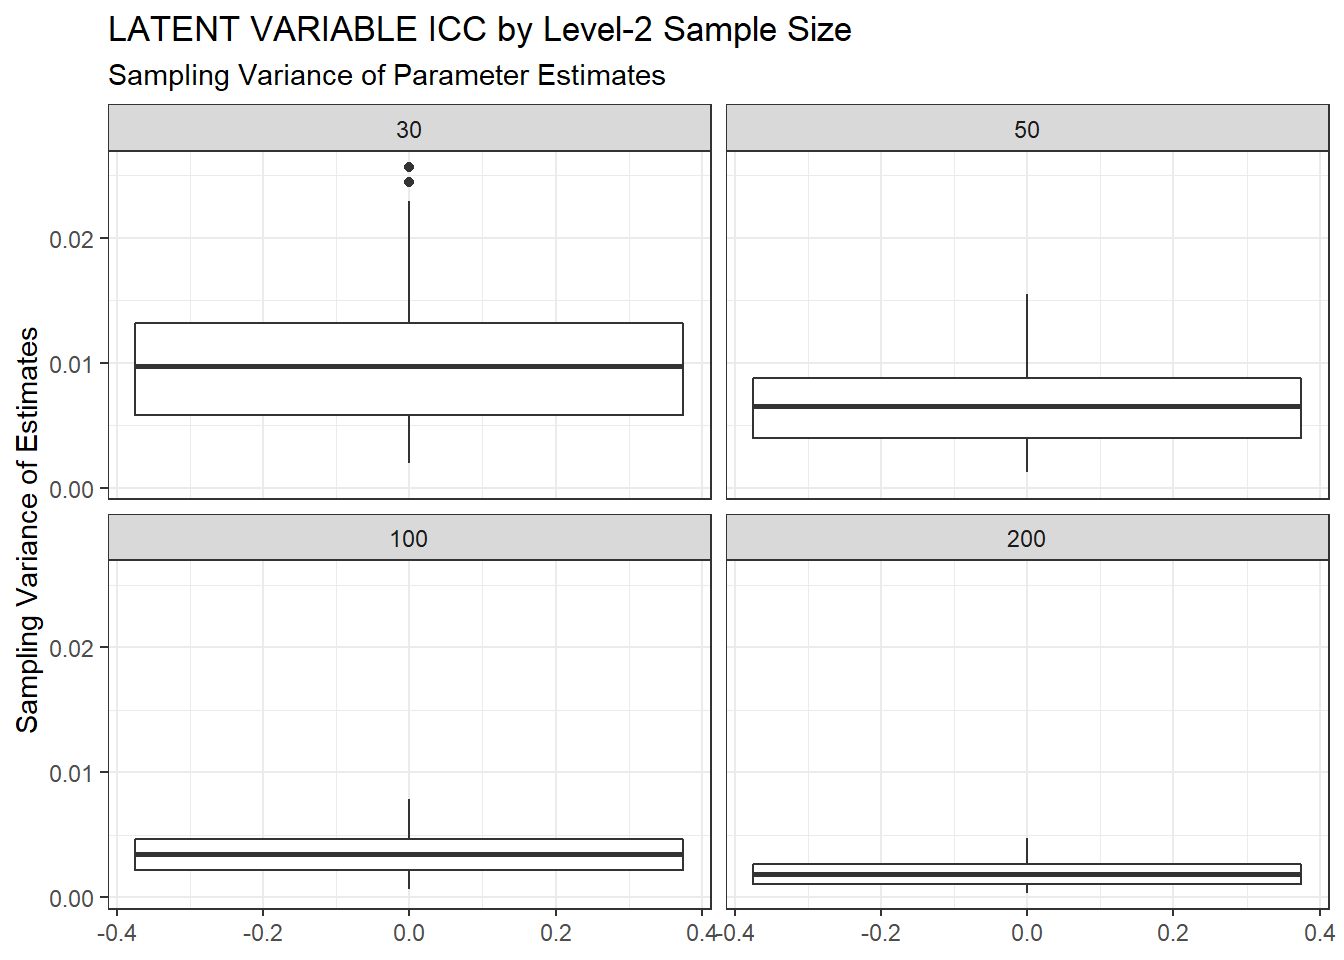 LATENT VARIABLE ICC by Level-2 Sample Size
Sampling Variance of Parameter Estimates
30
50
0.02
0.01
0.00
Sampling Variance of Estimates
100
200
0.02
0.01
0.00
-0.4 -0.2 0.0 0.2 0.4
-0.4 -0.2 0.0 0.2 0.4